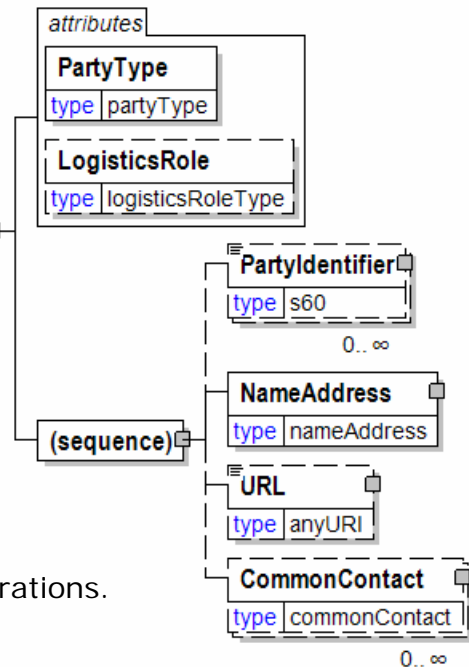 attributes
PartyType
type partyType
LogisticsRole
type logisticsRoleType
PartyIdentifier
type s60
0.. ∞
NameAddress
type nameAddress
(sequence)
URL
type anyURI
rations.
CommonContact
type commonContact
0.. ∞